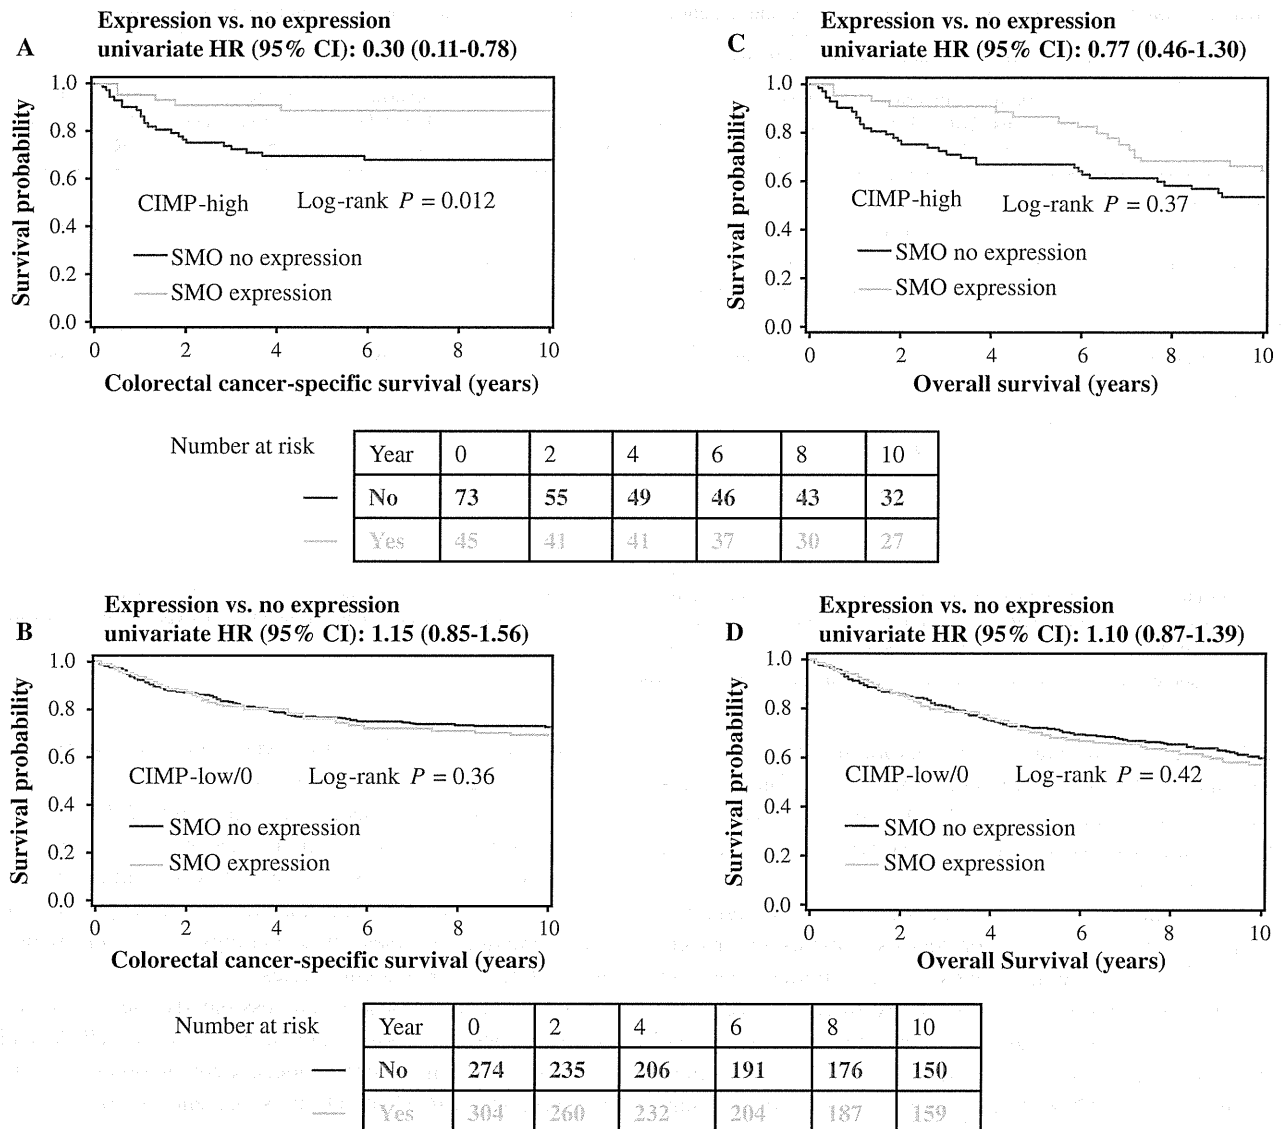 A
Expression vs. no expression
univariate HR (95% CI): 0.30 (0.11-0.78)
Survival probability
1.0
0.8
0.6
0.4
0.2
0.0
CIMP-high Log-rank P = 0.012
SMO no expression
SMO expression
0 2 4 6 8 10
Colorectal cancer-specific survival (years)
C
Expression vs. no expression
univariate HR (95% CI): 0.77 (0.46-1.30)
Survival probability
1.0
0.8
0.6
0.4
0.2
0.0
CIMP-high Log-rank P = 0.37
SMO no expression
SMO expression
0 2 4 6 8 10
Overall survival (years)
Number at risk
Year 0 2 4 6 8 10
No 73 55 49 46 43 32
Yes 45 41 41 37 30 27
B
Expression vs. no expression
univariate HR (95% CI): 1.15 (0.85-1.56)
Survival probability
1.0
0.8
0.6
0.4
0.2
0.0
CIMP-low/0 Log-rank P = 0.36
SMO no expression
SMO expression
0 2 4 6 8 10
Colorectal cancer-specific survival (years)
D
Expression vs. no expression
univariate HR (95% CI): 1.10 (0.87-1.39)
Survival probability
1.0
0.8
0.6
0.4
0.2
0.0
CIMP-low/0 Log-rank P = 0.42
SMO no expression
SMO expression
0 2 4 6 8 10
Overall Survival (years)
Number at risk
Year 0 2 4 6 8 10
No 274 235 206 191 176 150
Yes 304 260 232 204 187 159